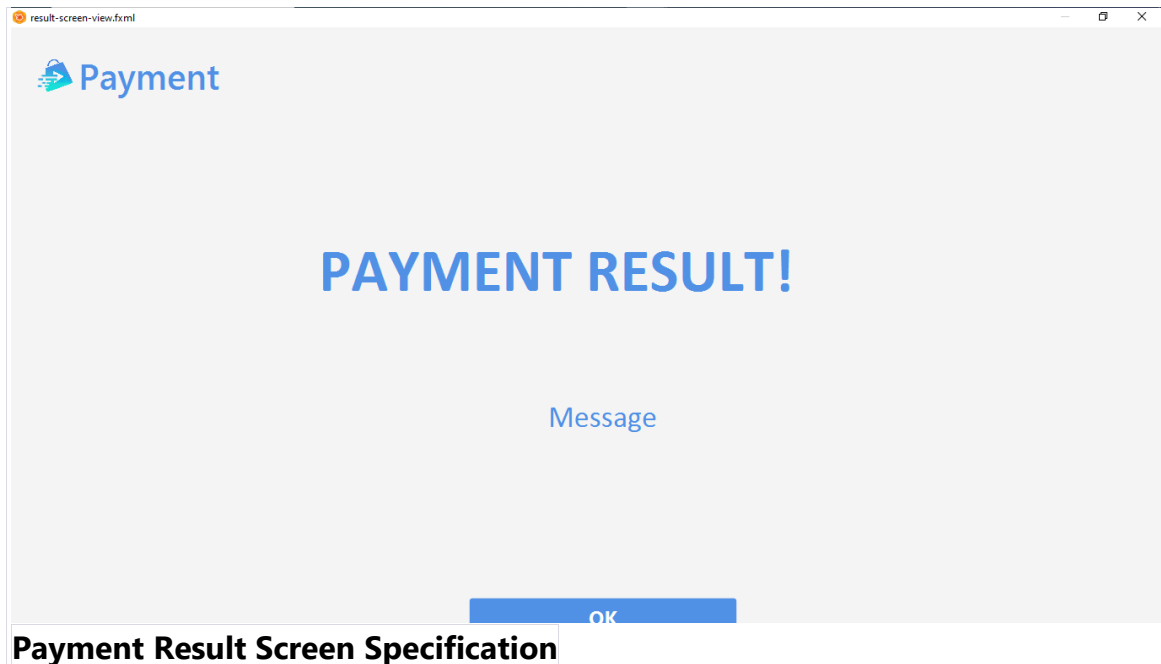 result-screen-view.fxml
Payment
PAYMENT RESULT!
Message
OK
Payment Result Screen Specification